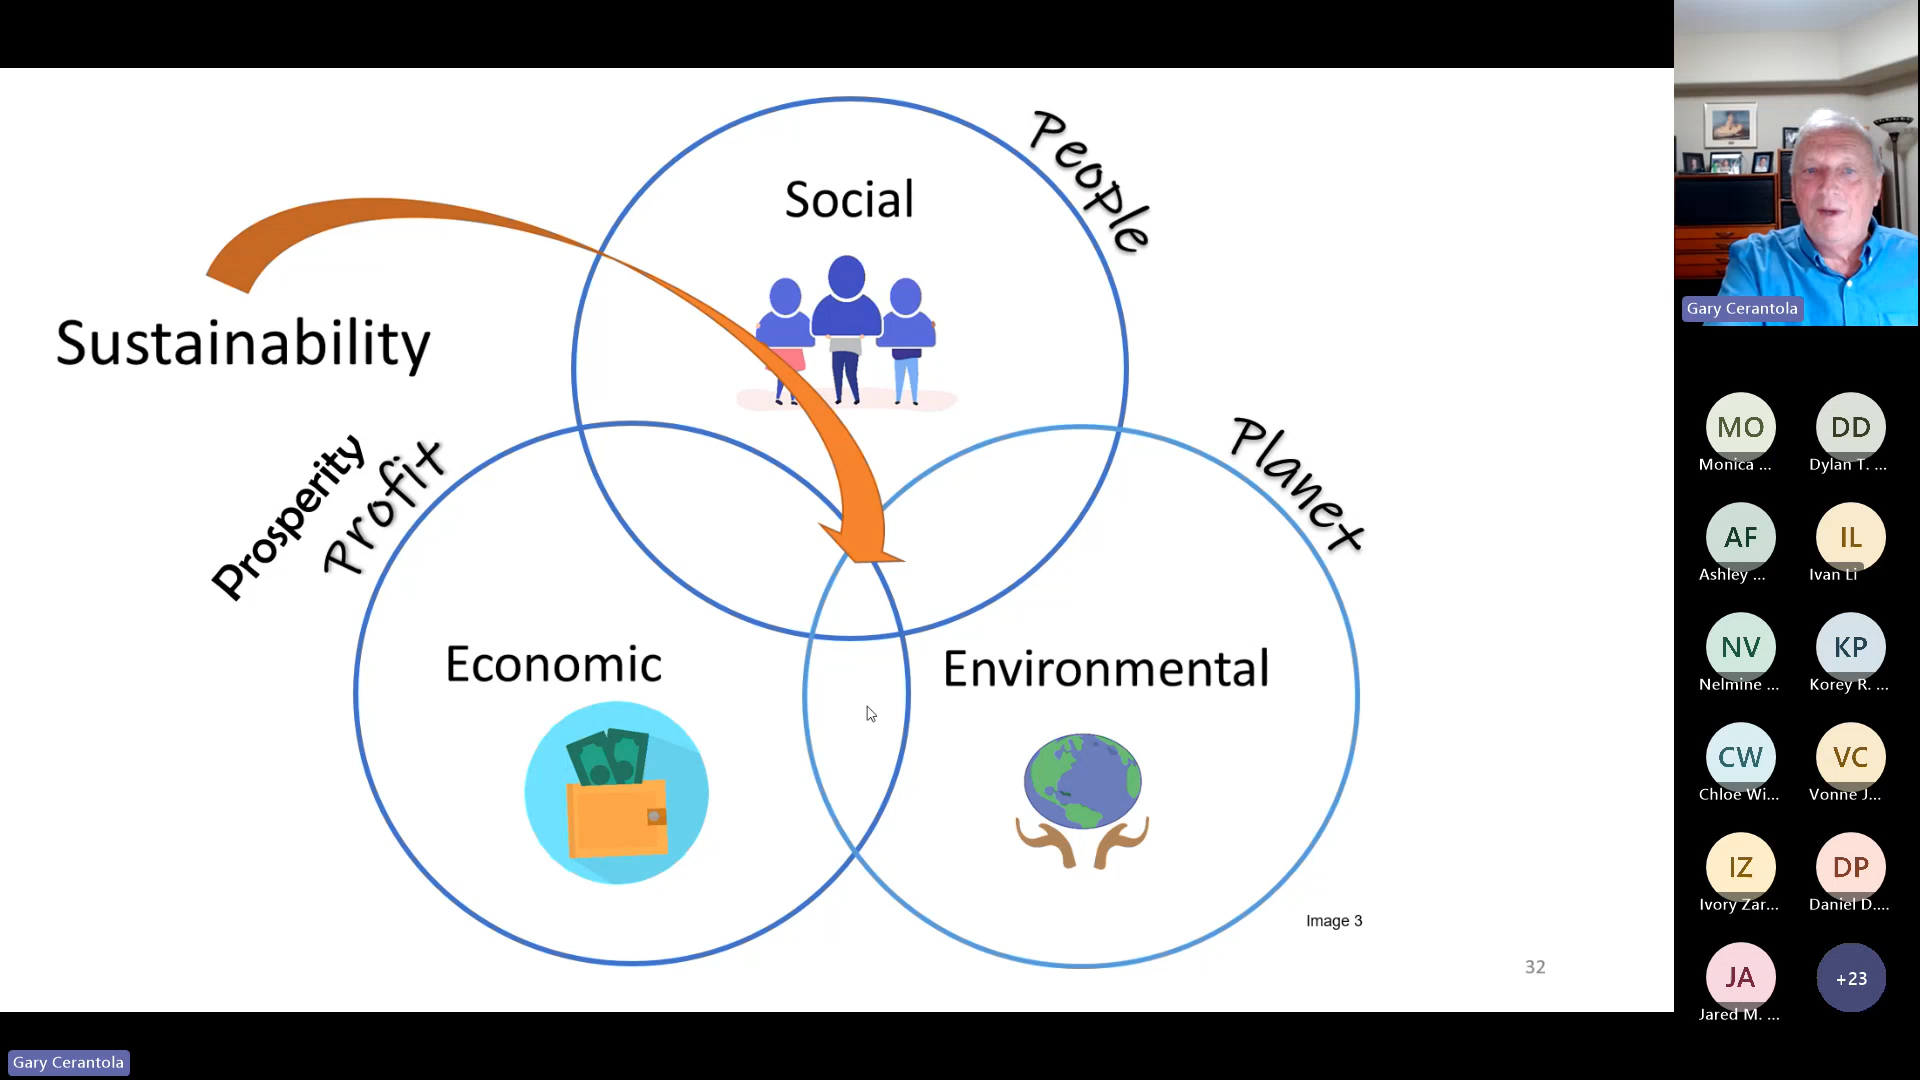 People
Social
Sustainability
Prosperity
Profit
Planet
Economic
Environmental
Image 3
32
Gary Cerantola
MO
Monica ...
DD
Dylan T. ...
AF
Ashley ...
IL
Ivan Li
NV
Nelmine ...
KP
Korey R. ...
CW
Chloe Wi...
VC
Vonne J...
IZ
Ivory Zar...
DP
Daniel D....
JA
Jared M. ...
+23
Gary Cerantola